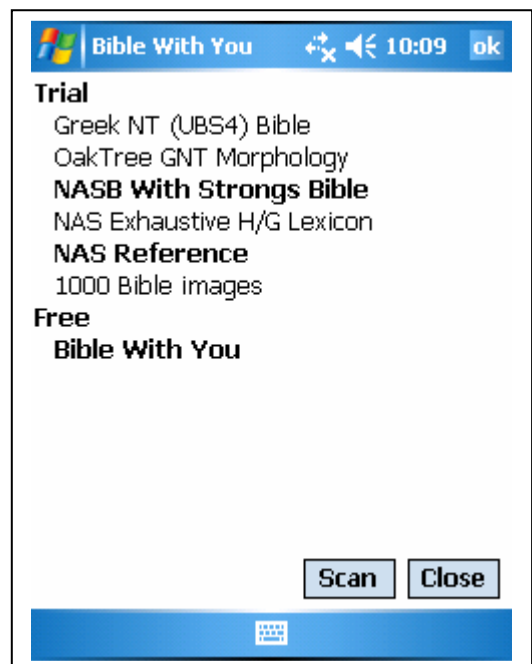 Bible With You 10:09 ok
Trial
Greek NT (UBS4) Bible
OakTree GNT Morphology
NASB With Strongs Bible
NAS Exhaustive H/G Lexicon
NAS Reference
1000 Bible images
Free
Bible With You
Scan Close